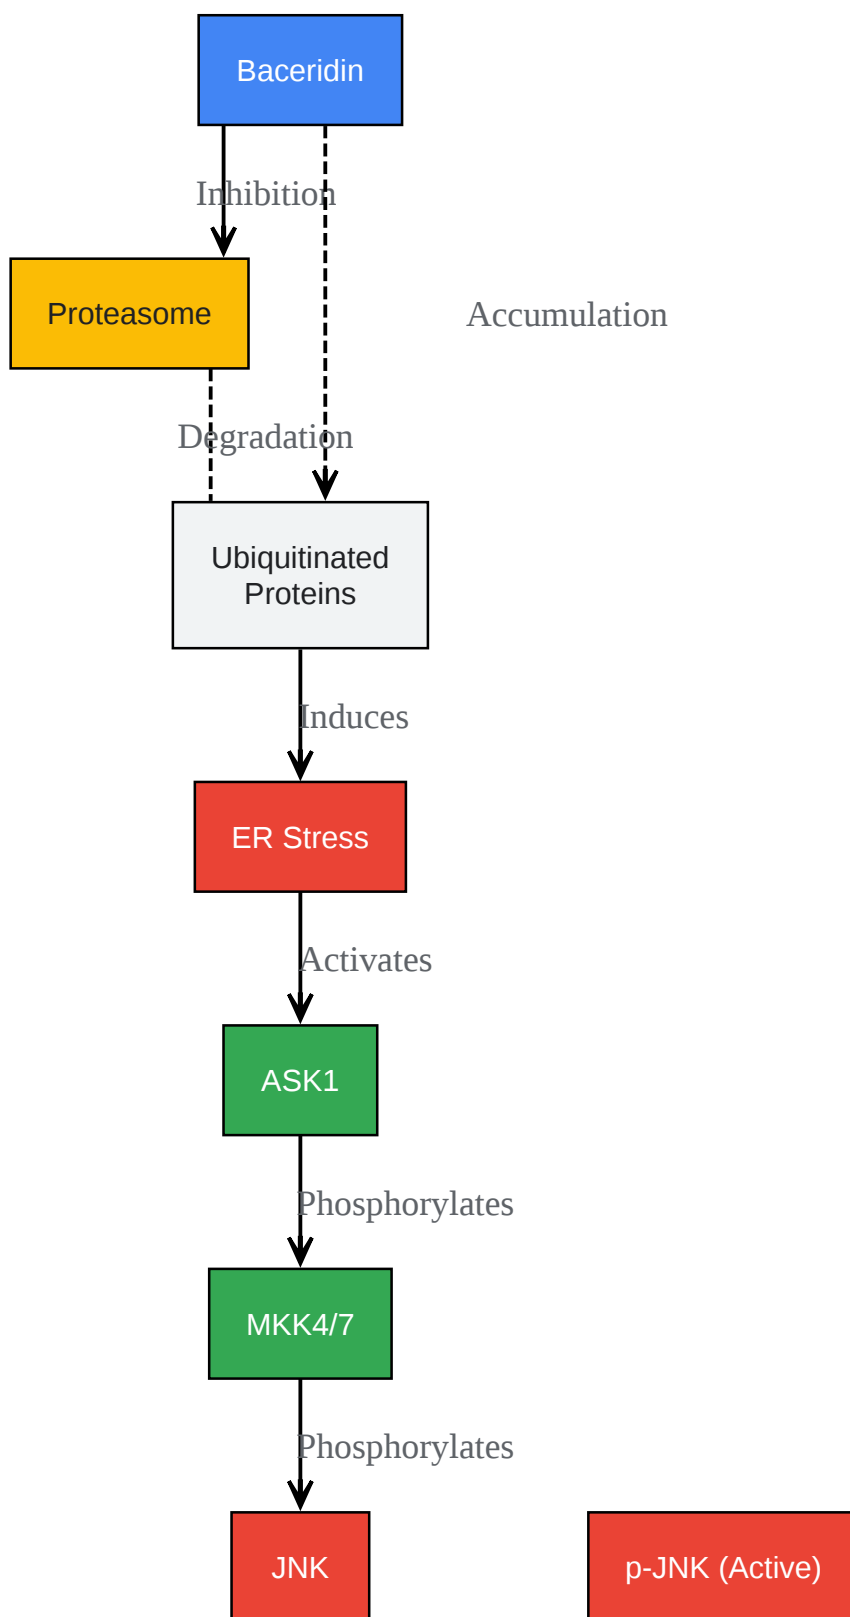 Baceridin
Inhibition
Proteasome
Accumulation
Degradation
Ubiquitinated
Proteins
Induces
ER Stress
Activates
ASK1
Phosphorylates
MKK4/7
Phosphorylates
JNK
p-JNK (Active)